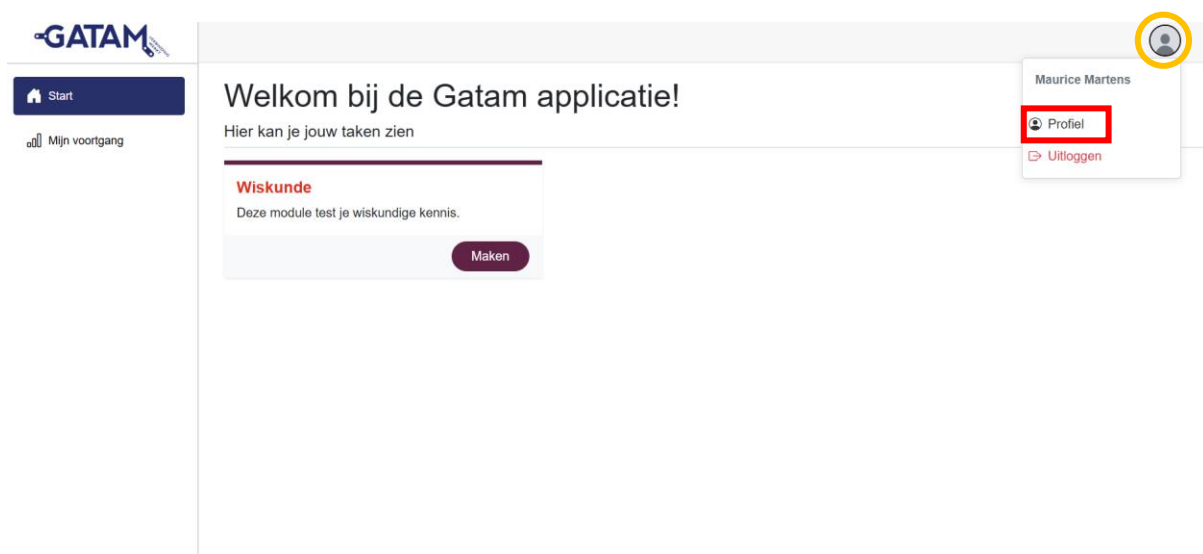 GATAM
Start
Mijn voortgang
Welkom bij de Gatam applicatie!
Hier kan je jouw taken zien
Wiskunde
Deze module test je wiskundige kennis.
Maken
Maurice Martens
Profiel
Uitloggen